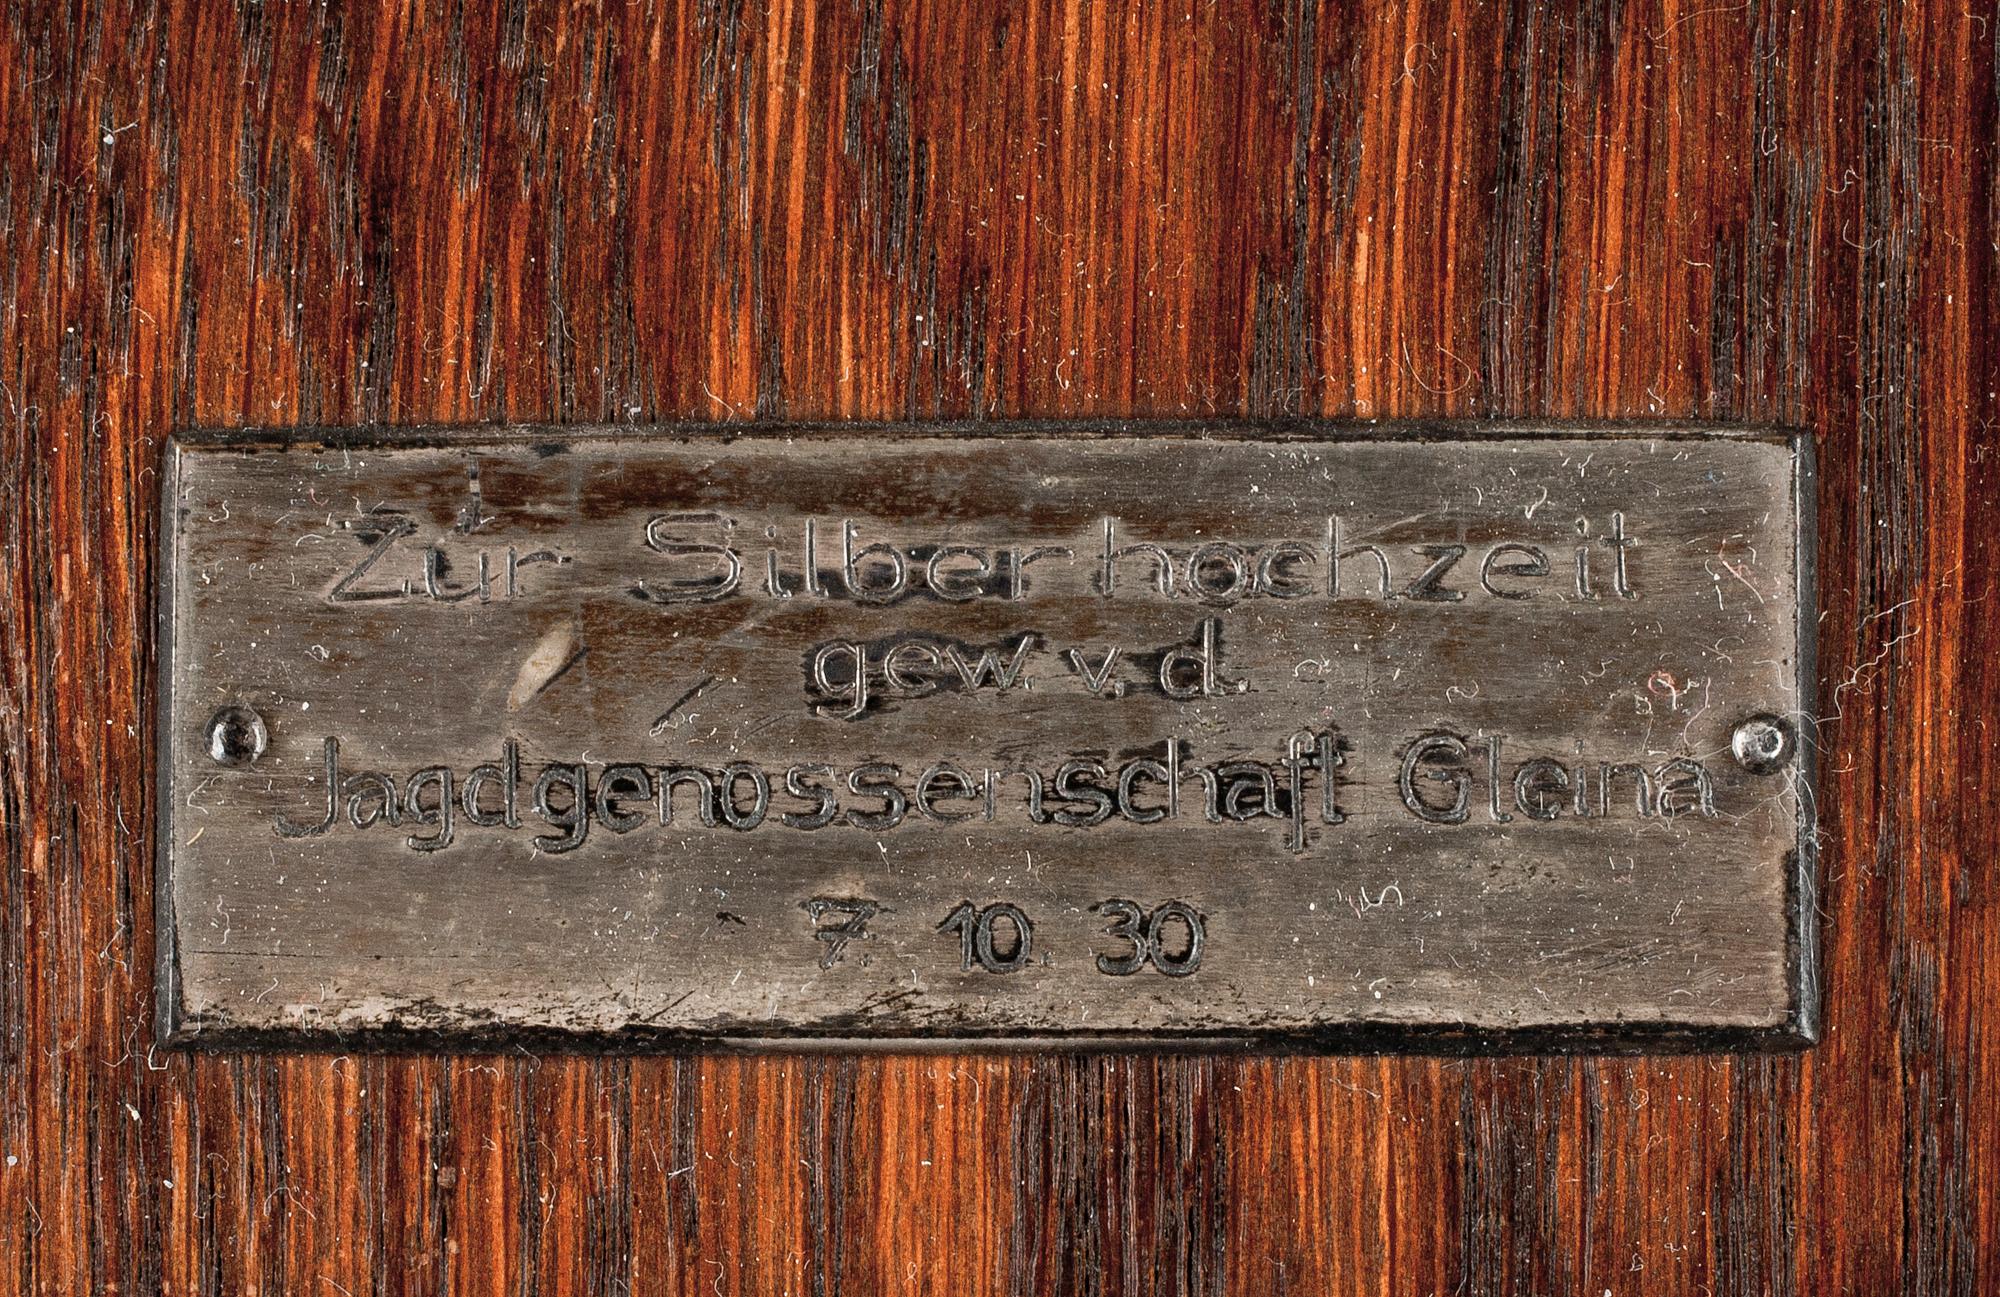 Zur Silberhochzeit
gew. v. d.
Jagdgenossenschaft Gleina
7. 10. 30